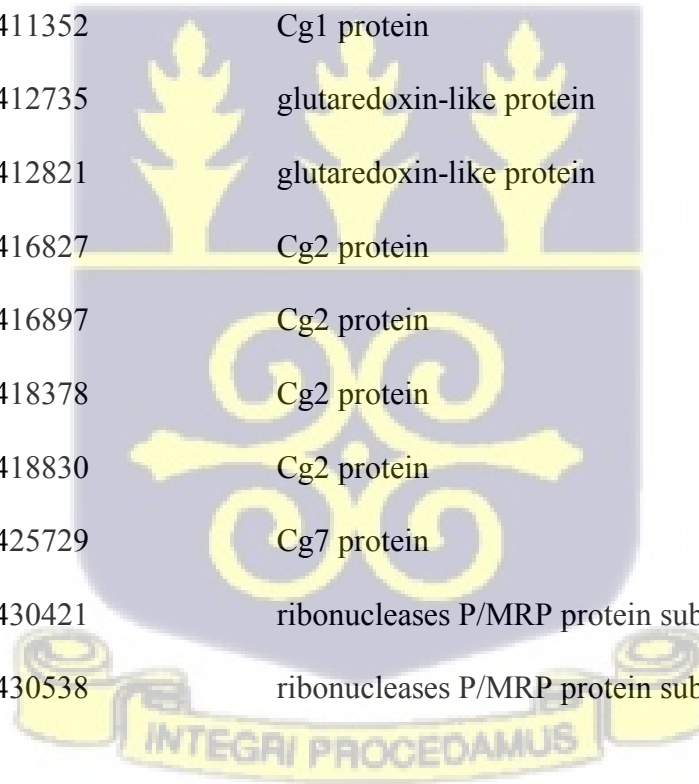 411352 Cg1 protein
412735 glutaredoxin-like protein
412821 glutaredoxin-like protein
416827 Cg2 protein
416897 Cg2 protein
418378 Cg2 protein
418830 Cg2 protein
425729 Cg7 protein
430421 ribonucleases P/MRP protein sub
430538 ribonucleases P/MRP protein sub
INTEGRI PROCEDAMUS